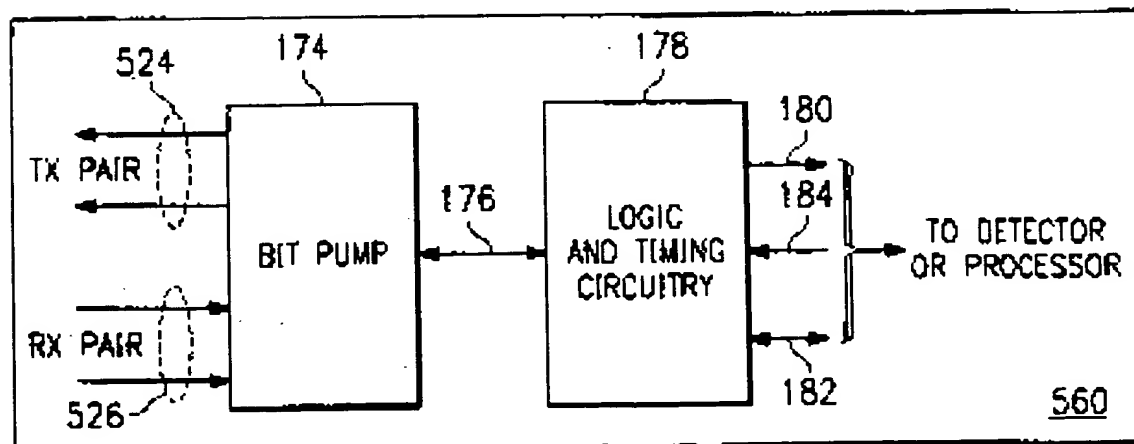 524
174
178
180
TX PAIR
176
184
BIT PUMP
LOGIC
AND TIMING
CIRCUITRY
TO DETECTOR
OR PROCESSOR
RX PAIR
526
182
560